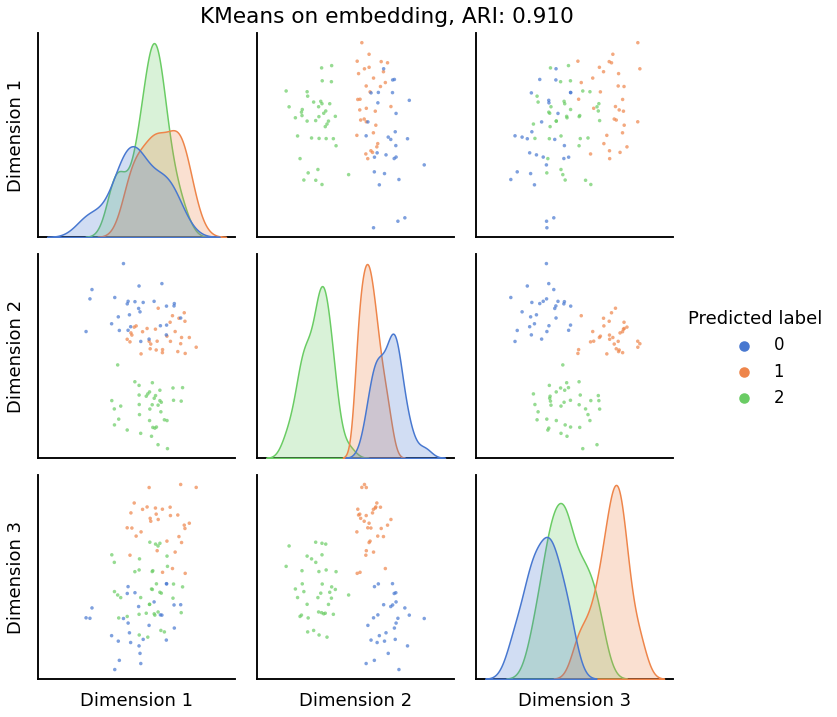 KMeans on embedding, ARI: 0.910
Dimension 1
Dimension 2
Dimension 3
Predicted label
0
1
2
Dimension 1
Dimension 2
Dimension 3